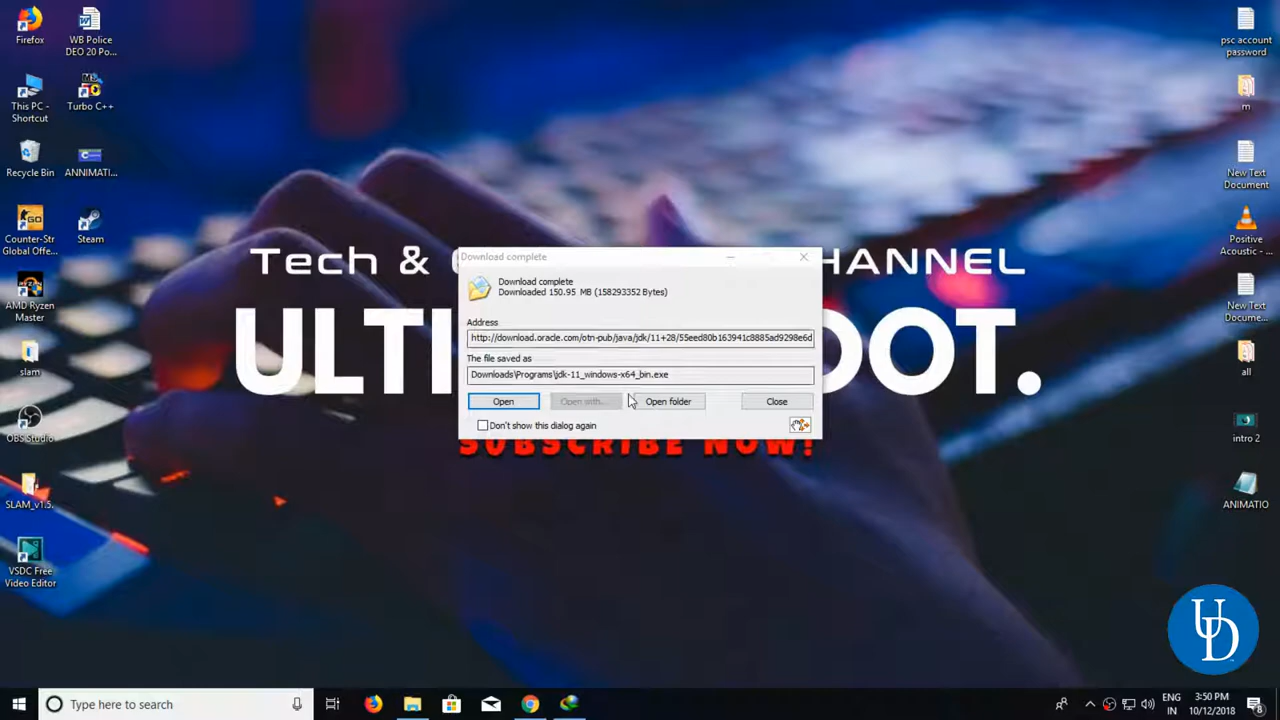 Firefox
WB Police
DEO 20 Po...
This PC -
Shortcut
Turbo C++
Recycle Bin
ANNIMATI...
Counter-Str
Global Offe...
Steam
AMD Ryzen
Master
slam
OBS Studio
SLAM_v1.5.
VSDC Free
Video Editor
Tech &
HANNEL
ULTI
OOT.
SUBSCRIBE NOW!
Download complete
Download complete
Downloaded 150.95 MB (158293352 Bytes)
Address
http://download.oracle.com/otn-pub/java/jdk/11+28/55eed80b163941c8885ad9298e6d
The file saved as
Downloads\Programs\jdk-11_windows-x64_bin.exe
Open
Open with...
Open folder
Close
Don't show this dialog again
psc account
password
m
New Text
Document
Positive
Acoustic - ...
New Text
Docume...
all
intro 2
ANIMATIO
UD
Type here to search
ENG
IN
3:50 PM
10/12/2018
8